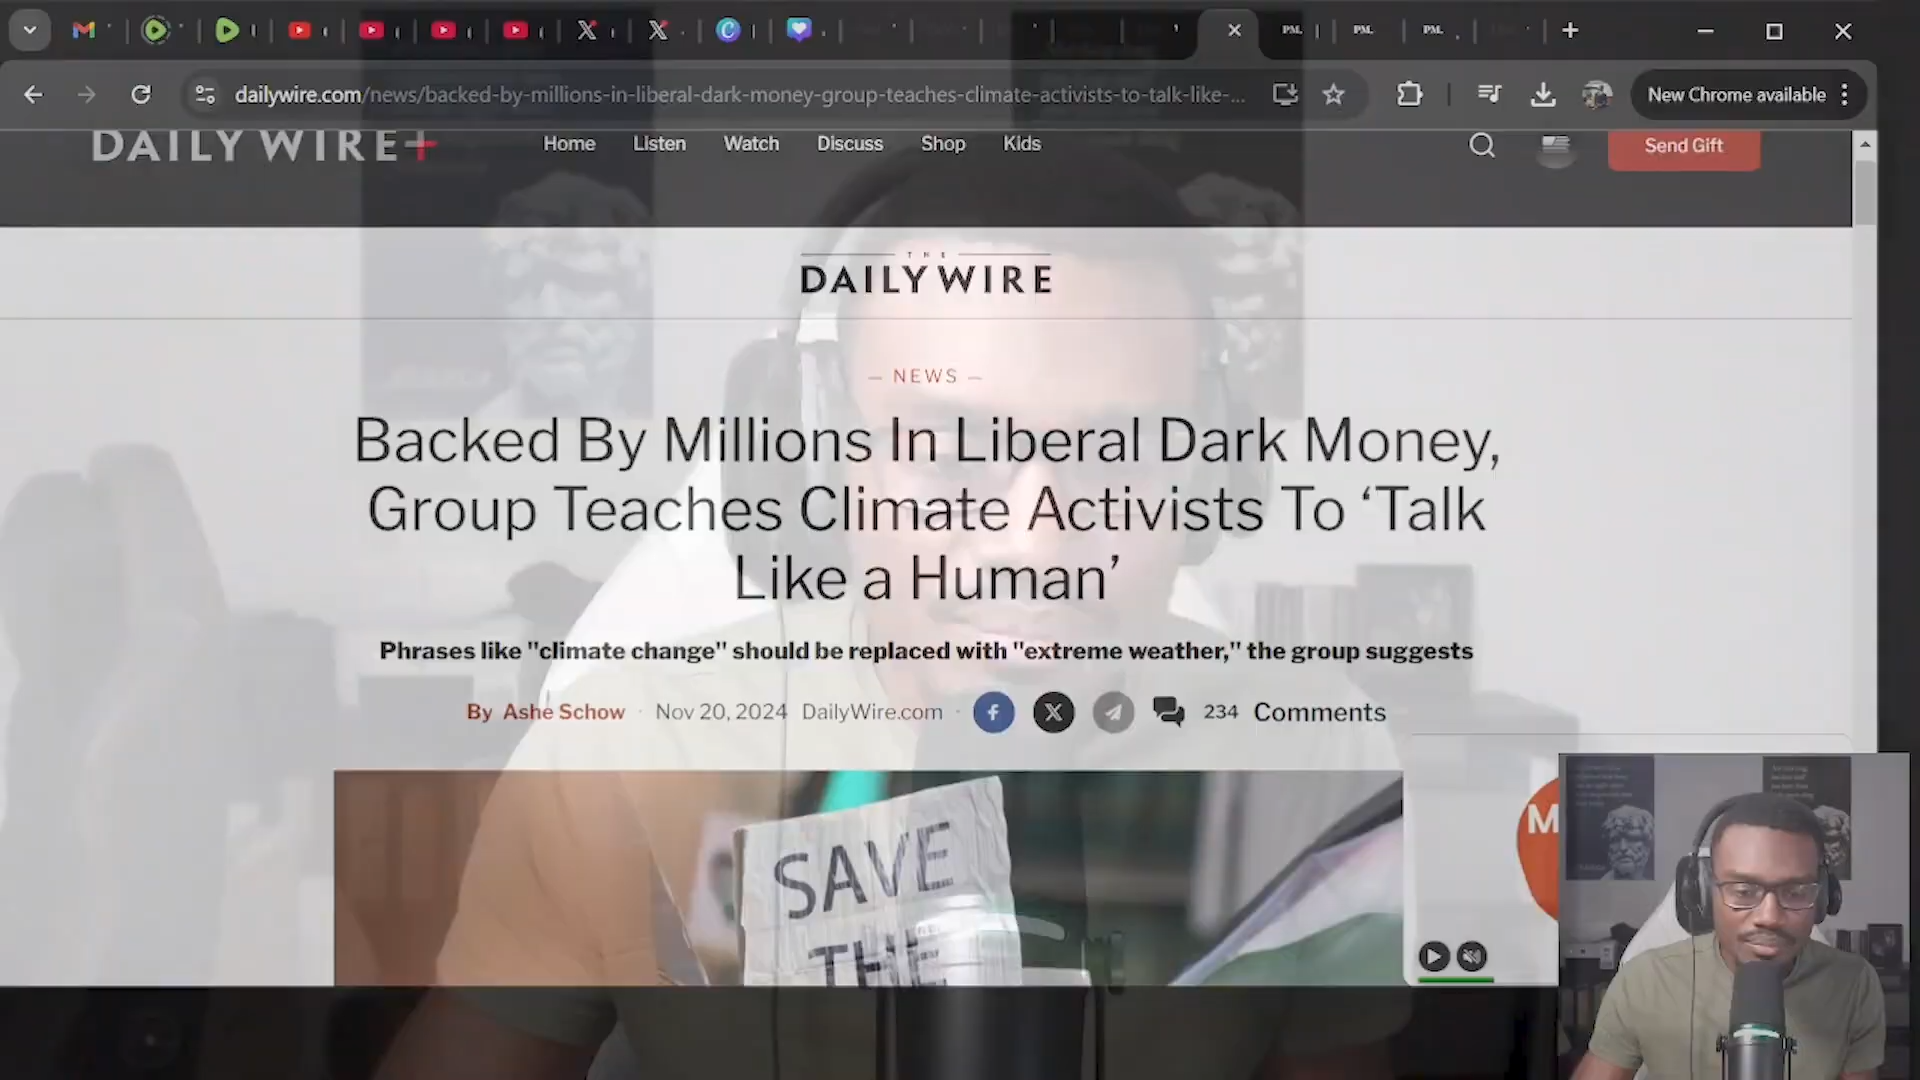 dailywire.com/news/backed-by-millions-in-liberal-dark-money-group-teaches-climate-activists-to-talk-like-...
New Chrome available
DAILY WIRE+
Home
Listen
Watch
Discuss
Shop
Kids
Send Gift
THE
DAILY WIRE
— NEWS —
Backed By Millions In Liberal Dark Money,
Group Teaches Climate Activists To ‘Talk
Like a Human’
Phrases like "climate change" should be replaced with "extreme weather," the group suggests
By Ashe Schow · Nov 20, 2024 DailyWire.com · 234 Comments
SAVE
THE
M
PM.
PM.
PM.